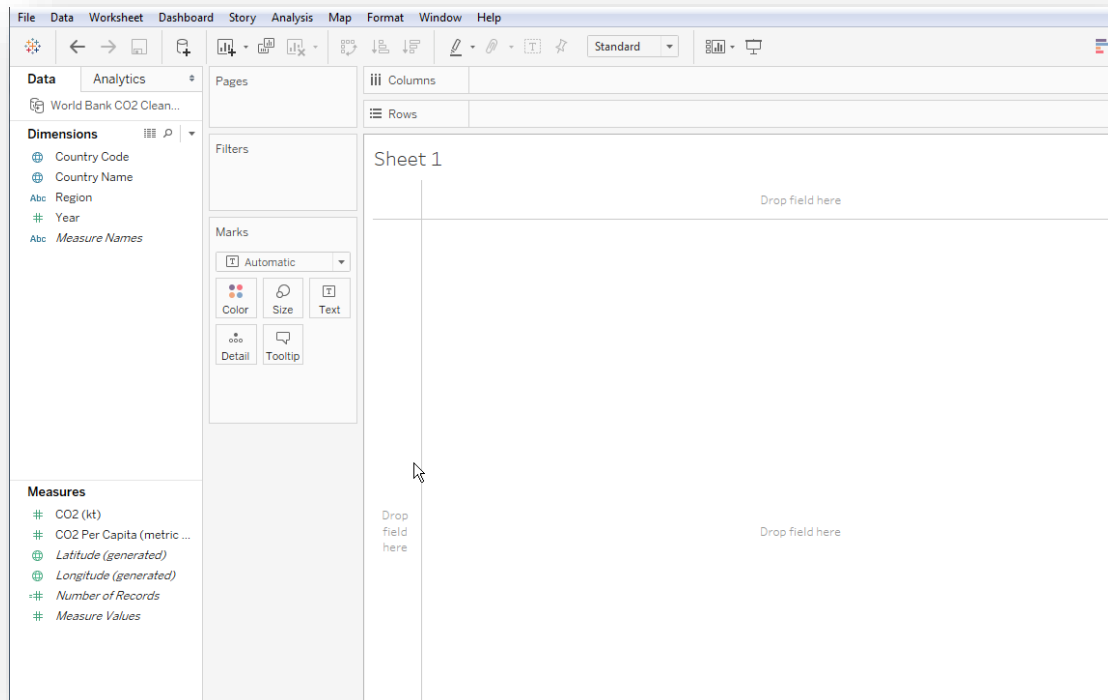 File Data Worksheet Dashboard Story Analysis Map Format Window Help
Standard
Data Analytics
World Bank CO2 Clean...
Dimensions
Country Code
Country Name
Abc Region
Year
Abc Measure Names
Measures
CO2 (kt)
CO2 Per Capita (metric ...
Latitude (generated)
Longitude (generated)
Number of Records
Measure Values
Pages
Filters
Marks
Automatic
Color Size Text
Detail Tooltip
Columns
Rows
Sheet 1
Drop field here
Drop
field
here
Drop field here